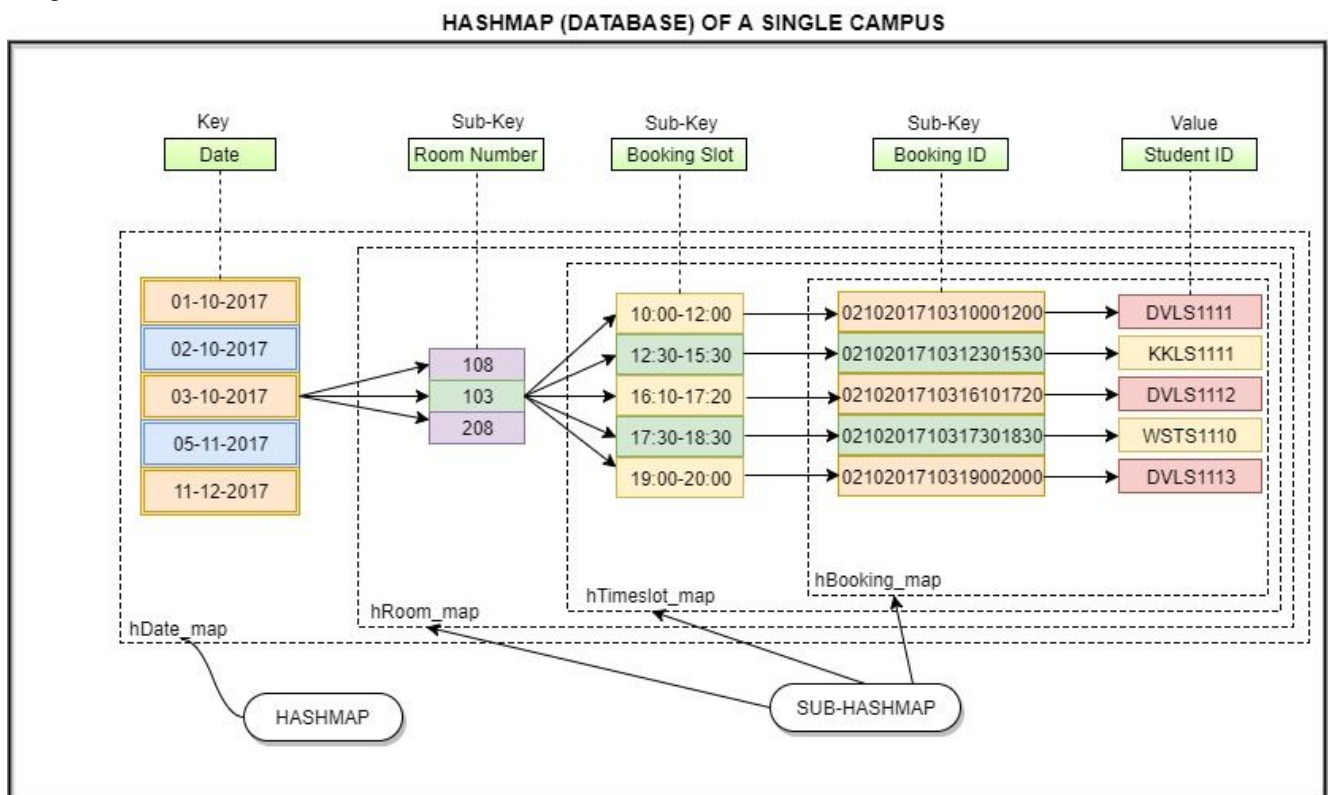 HASHMAP (DATABASE) OF A SINGLE CAMPUS
Key Sub-Key Sub-Key Sub-Key Value
Date Room Number Booking Slot Booking ID Student ID
01-10-2017
02-10-2017
03-10-2017
05-11-2017
11-12-2017
108
103
208
10:00-12:00
12:30-15:30
16:10-17:20
17:30-18:30
19:00-20:00
0210201710310001200
0210201710312301530
0210201710316101720
0210201710317301830
0210201710319002000
DVLS1111
KKLS1111
DVLS1112
WSTS1110
DVLS1113
hBooking_map
hTimeslot_map
hRoom_map
hDate_map
HASHMAP
SUB-HASHMAP